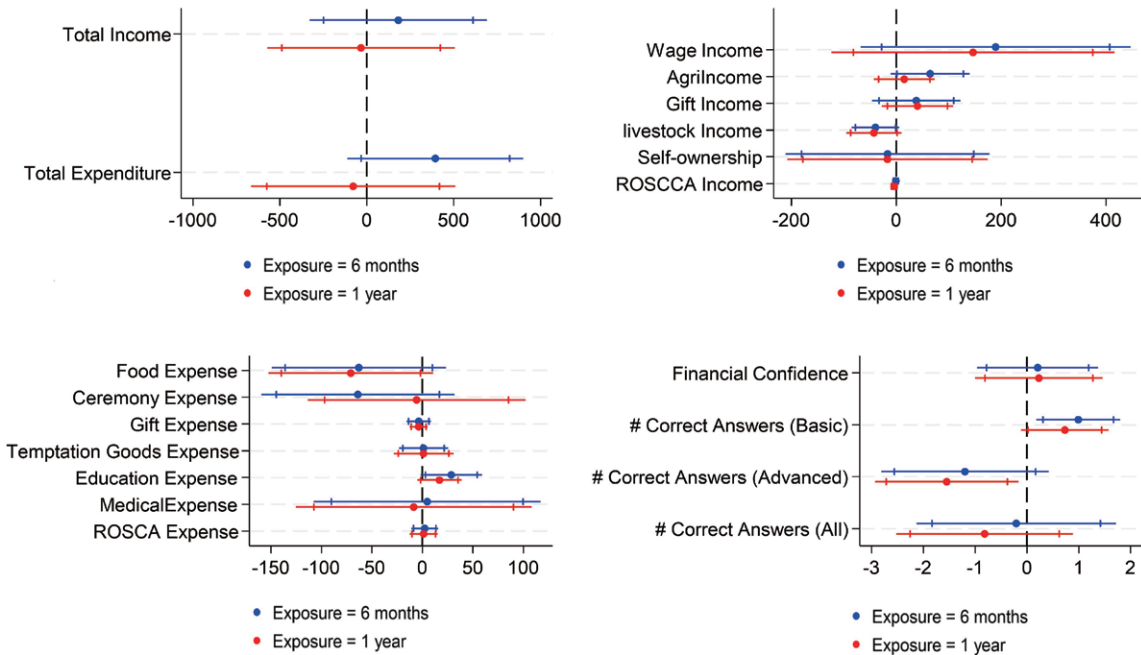 Total Income
Total Expenditure
-1000 -500 0 500 1000
Exposure = 6 months
Exposure = 1 year
Wage Income
AgriIncome
Gift Income
livestock Income
Self-ownership
ROSCCA Income
-200 0 200 400
Exposure = 6 months
Exposure = 1 year
Food Expense
Ceremony Expense
Gift Expense
Temptation Goods Expense
Education Expense
MedicalExpense
ROSCA Expense
-150 -100 -50 0 50 100
Exposure = 6 months
Exposure = 1 year
Financial Confidence
# Correct Answers (Basic)
# Correct Answers (Advanced)
# Correct Answers (All)
-3 -2 -1 0 1 2
Exposure = 6 months
Exposure = 1 year